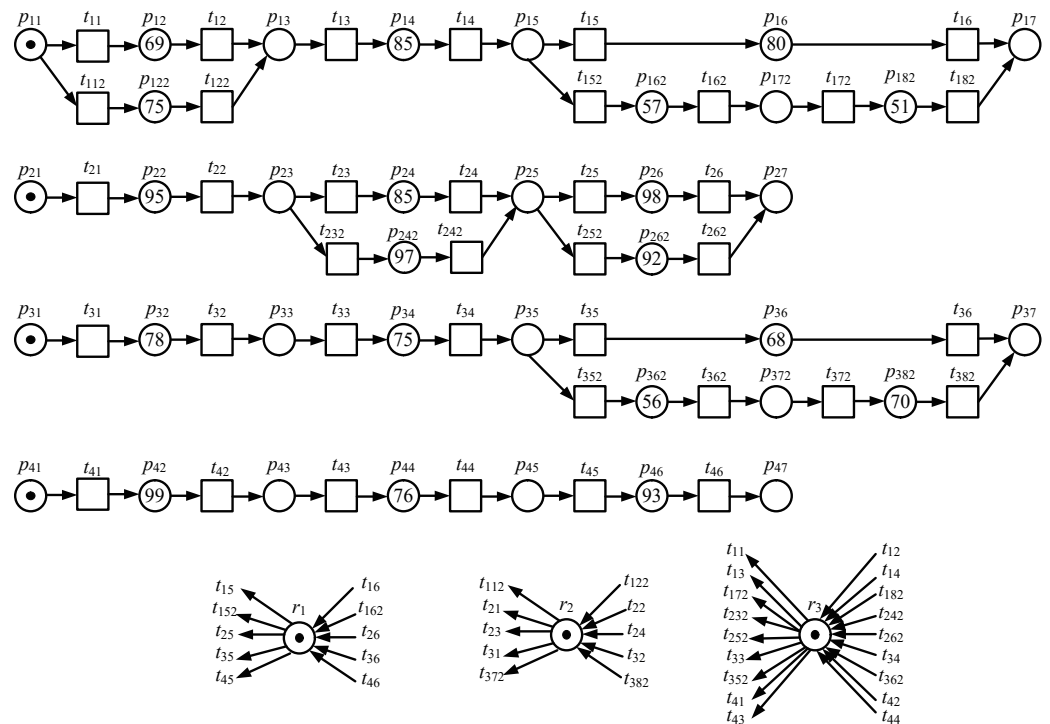 p11 t11 p12 t12 p13 t13 p14 t14 p15 t15 p16 t16 p17
69 85 80
t112 p122 t122 t152 p162 t162 p172 t172 p182 t182
75 57 51
p21 t21 p22 t22 p23 t23 p24 t24 p25 t25 p26 t26 p27
95 85 98
t232 p242 t242 t252 p262 t262
97 92
p31 t31 p32 t32 p33 t33 p34 t34 p35 t35 p36 t36 p37
78 75 68
t352 p362 t362 p372 t372 p382 t382
56 70
p41 t41 p42 t42 p43 t43 p44 t44 p45 t45 p46 t46 p47
99 76 93
t15 t16
t152 r1 t162
t25 t26
t35 t36
t45 t46
t112 t122
t21 r2 t22
t23 t24
t31 t32
t372 t382
t11 t12
t13 t14
t172 t182
t232 r3 t242
t252 t262
t33 t34
t352 t362
t41 t42
t43 t44